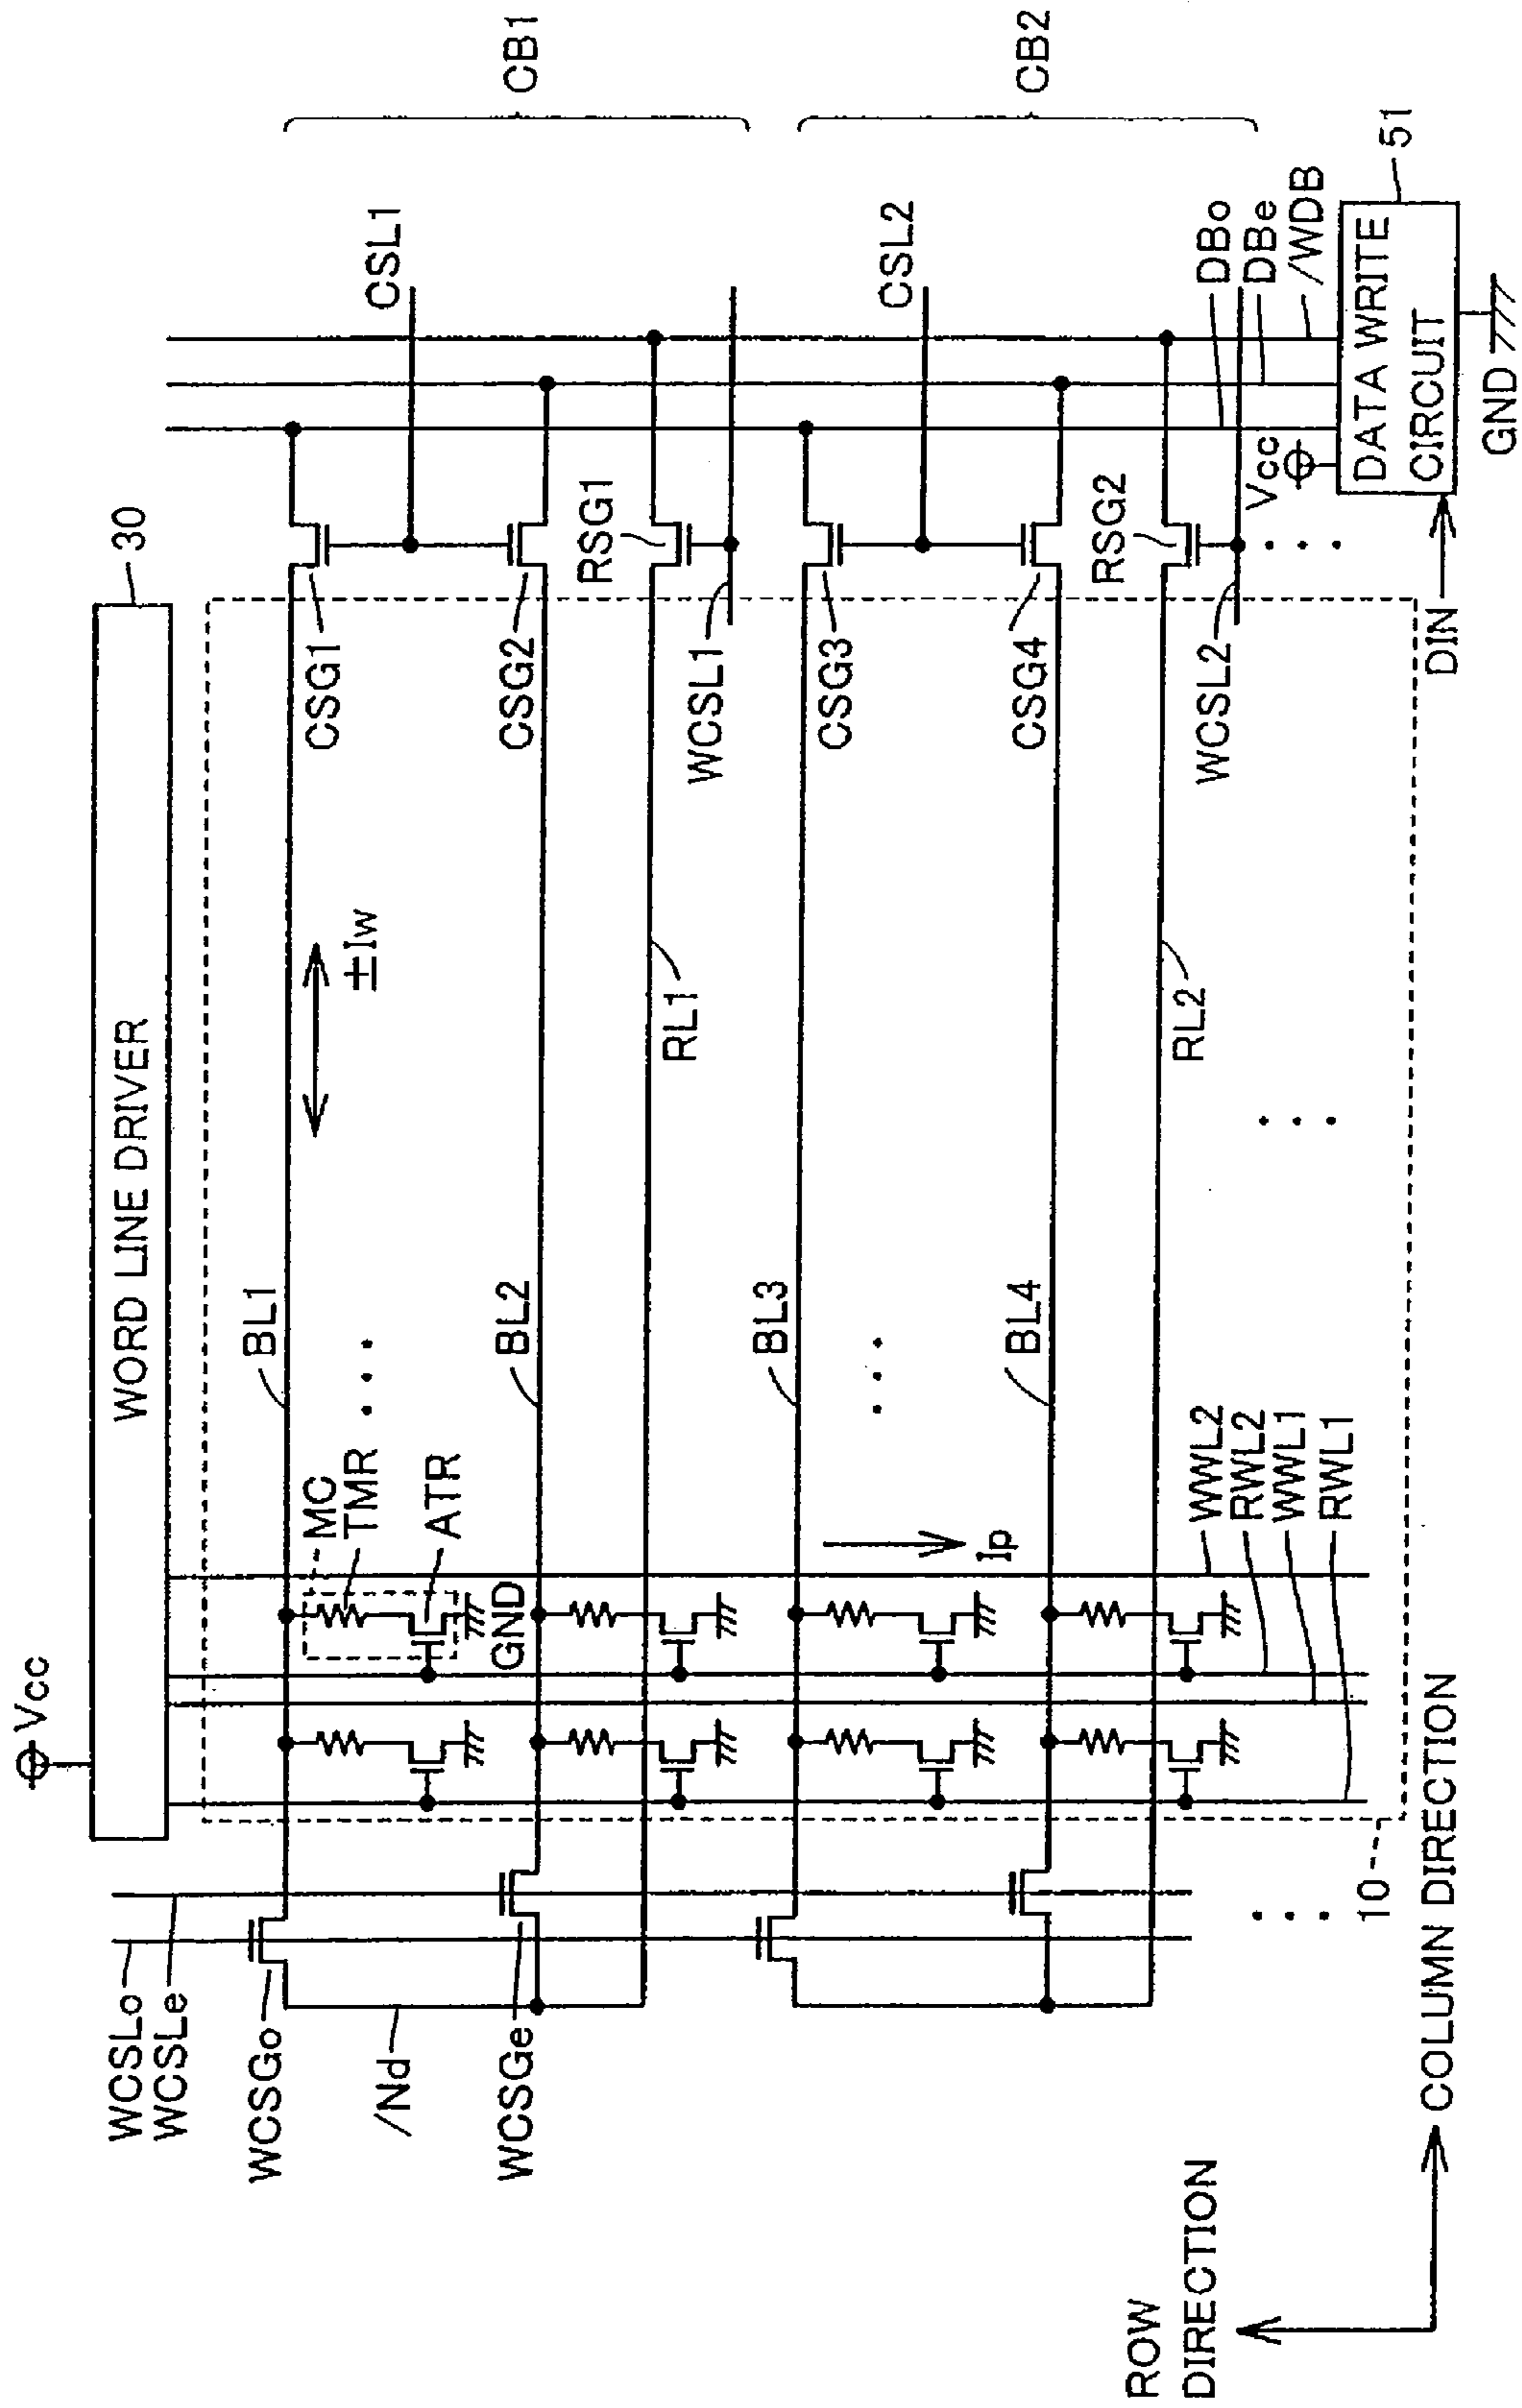 Vcc
WORD LINE DRIVER
30
WCSLo
WCSLe
WCSGo
/Nd
WCSGe
BL1
MC
TMR
ATR
GND
±Iw
CSG1
CSL1
CB1
BL2
CSG2
RSG1
RL1
WCSL1
BL3
Ip
CSG3
CSL2
CB2
BL4
CSG4
RSG2
RL2
WCSL2
WWL2
RWL2
WWL1
RWL1
DBo
DBe
/WDB
Vcc
DATA WRITE
CIRCUIT
51
GND
DIN
10
ROW
DIRECTION
COLUMN DIRECTION